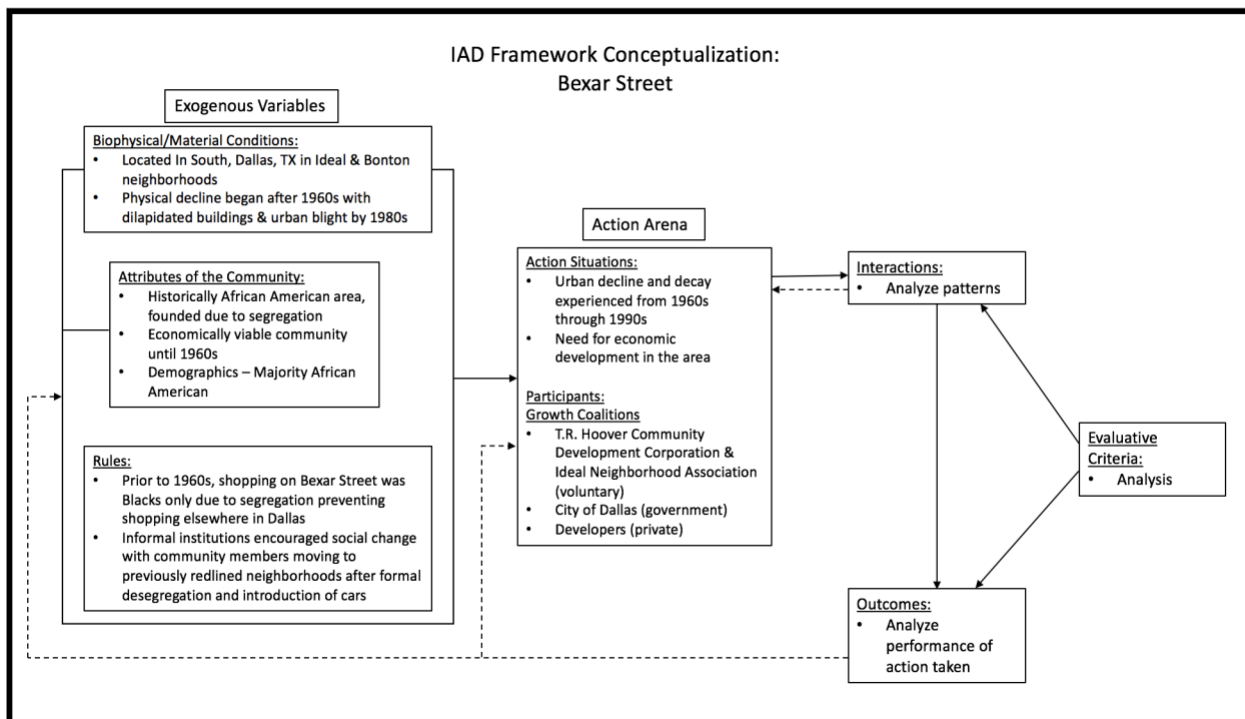 IAD Framework Conceptualization:
Bexar Street
Exogenous Variables
Biophysical/Material Conditions:
• Located In South, Dallas, TX in Ideal & Bonton
neighborhoods
• Physical decline began after 1960s with
dilapidated buildings & urban blight by 1980s
Attributes of the Community:
• Historically African American area,
founded due to segregation
• Economically viable community
until 1960s
• Demographics – Majority African
American
Rules:
• Prior to 1960s, shopping on Bexar Street was
Blacks only due to segregation preventing
shopping elsewhere in Dallas
• Informal institutions encouraged social change
with community members moving to
previously redlined neighborhoods after formal
desegregation and introduction of cars
Action Arena
Action Situations:
• Urban decline and decay
experienced from 1960s
through 1990s
• Need for economic
development in the area
Participants:
Growth Coalitions
• T.R. Hoover Community
Development Corporation &
Ideal Neighborhood Association
(voluntary)
• City of Dallas (government)
• Developers (private)
Interactions:
• Analyze patterns
Evaluative
Criteria:
• Analysis
Outcomes:
• Analyze
performance of
action taken